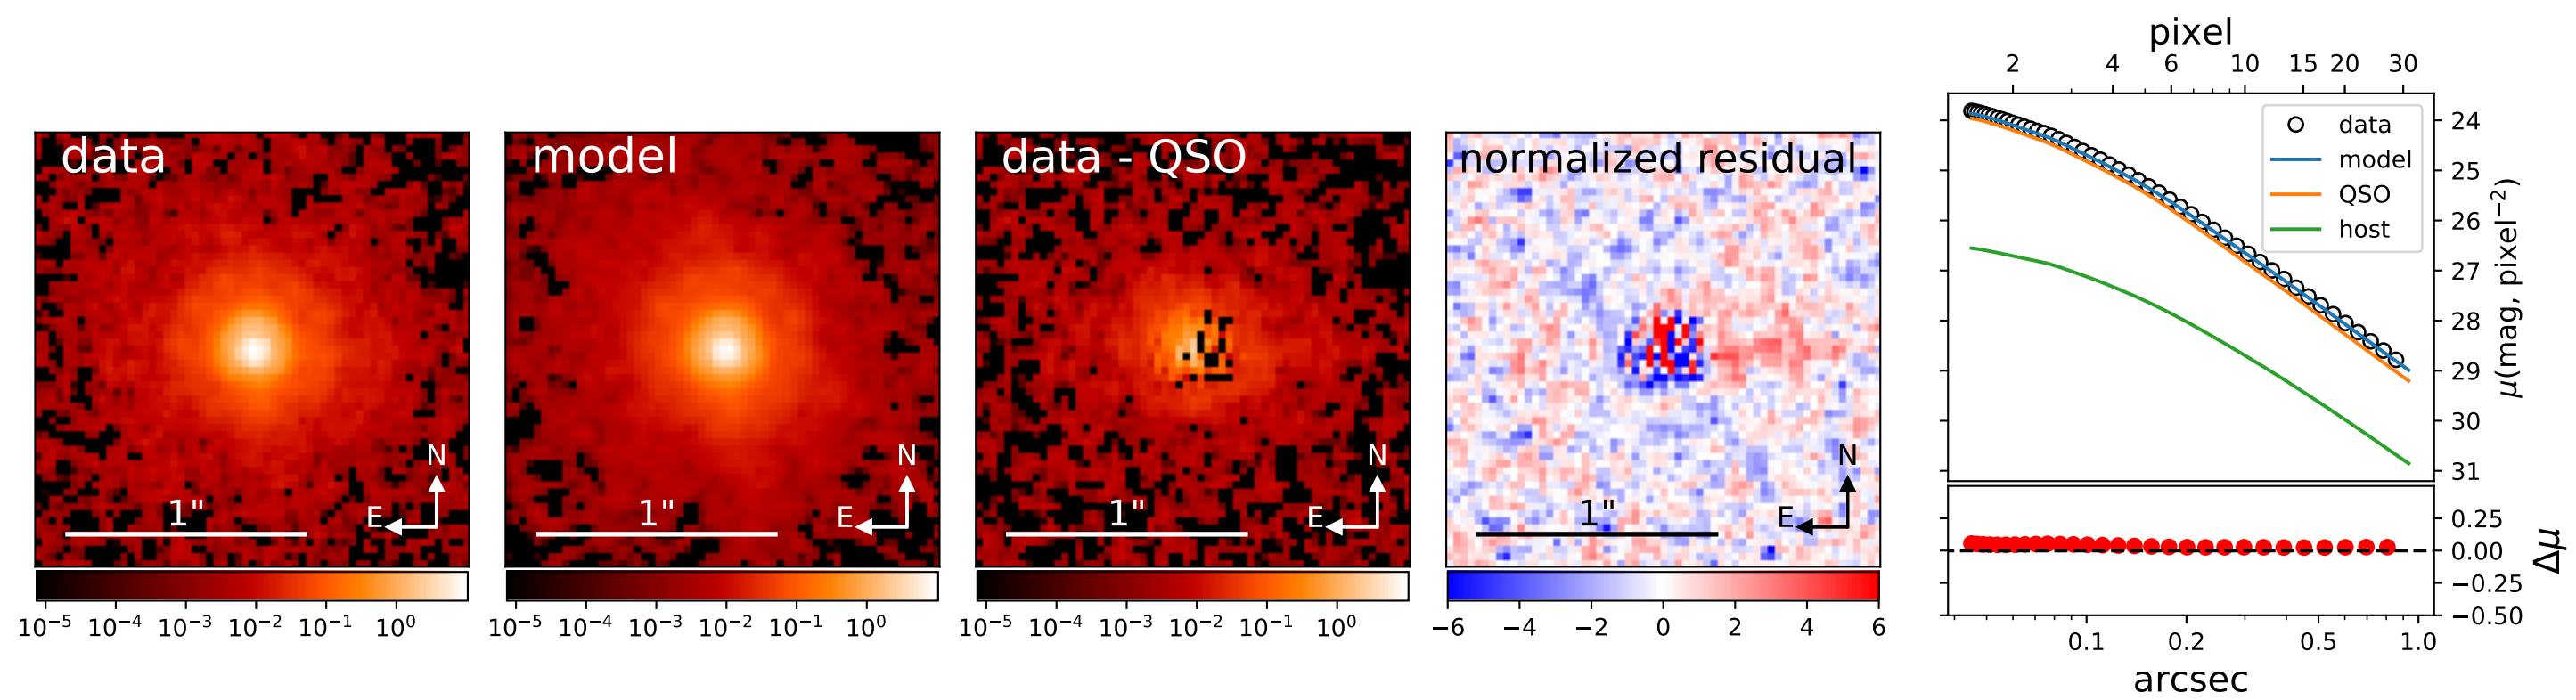 data
N
E
1"
10⁻⁵ 10⁻⁴ 10⁻³ 10⁻² 10⁻¹ 10⁰
model
N
E
1"
10⁻⁵ 10⁻⁴ 10⁻³ 10⁻² 10⁻¹ 10⁰
data - QSO
N
E
1"
10⁻⁵ 10⁻⁴ 10⁻³ 10⁻² 10⁻¹ 10⁰
normalized residual
N
E
1"
−6 −4 −2 0 2 4 6
pixel
2 4 6 10 15 20 30
data
model
QSO
host
24
25
26
27
28
29
30
31
μ(mag, pixel⁻²)
0.25
0.00
−0.25
−0.50
Δμ
0.1 0.2 0.5 1.0
arcsec